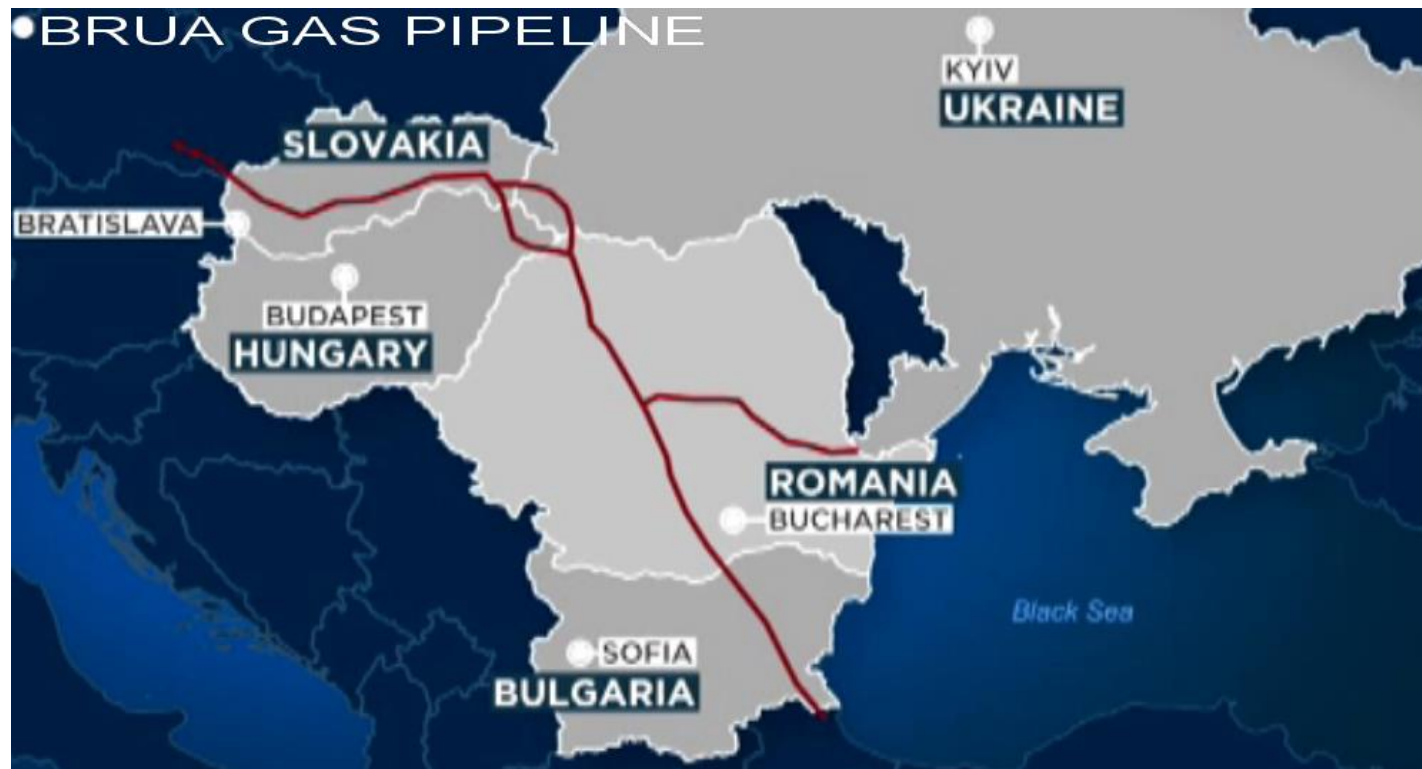 BRUA GAS PIPELINE
KYIV
UKRAINE
SLOVAKIA
BRATISLAVA
BUDAPEST
HUNGARY
ROMANIA
BUCHAREST
Black Sea
SOFIA
BULGARIA